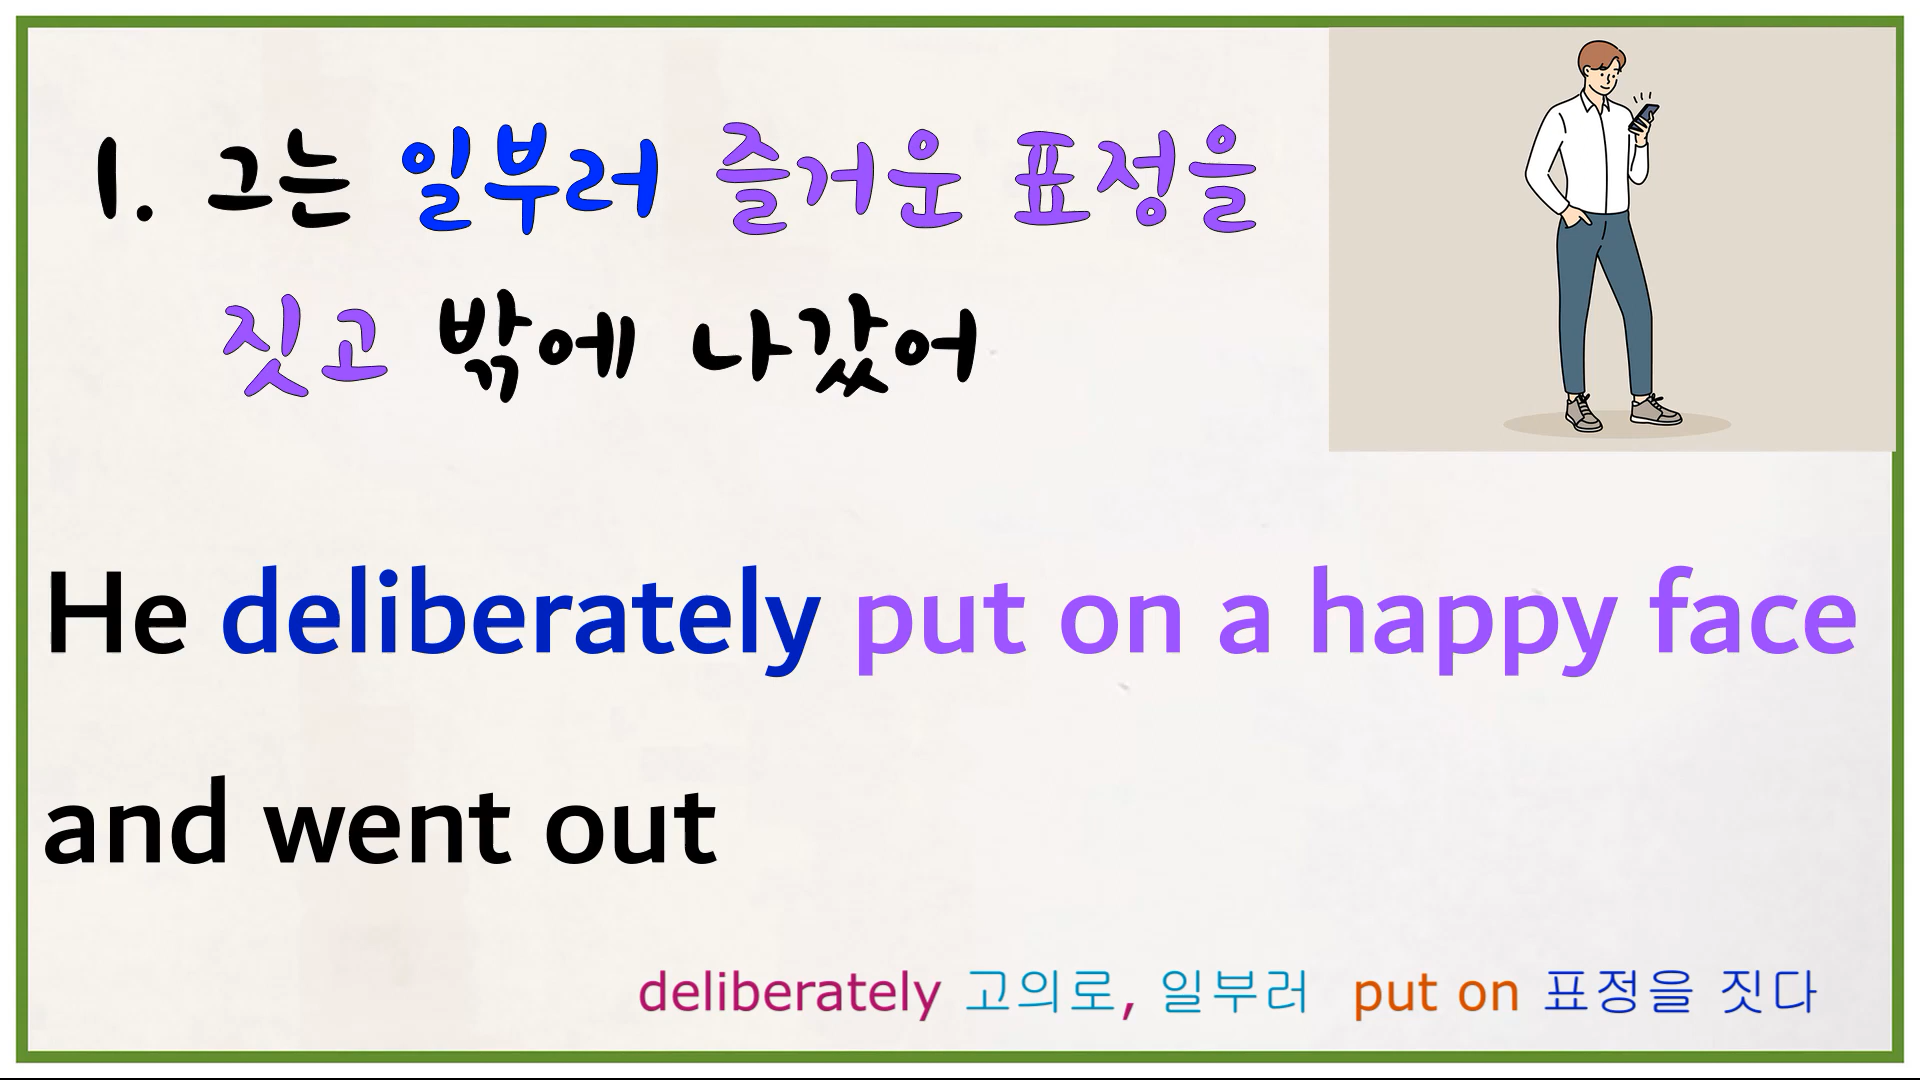 1. 그는 일부러 즐거운 표정을
짓고 밖에 나갔어
He deliberately put on a happy face
and went out
deliberately 고의로, 일부러 put on 표정을 짓다